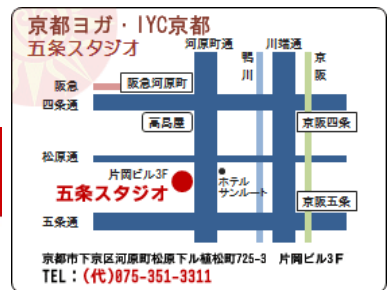 京都ヨガ・IYC京都
五条スタジオ
河原町通
川端通
鴨川
京阪
阪急
阪急河原町
四条通
高島屋
京阪四条
松原通
片岡ビル3F
五条スタジオ
ホテル
サンルート
京阪五条
五条通
京都市下京区河原町松原下ル植松町725-3 片岡ビル3F
TEL：(代)075-351-3311